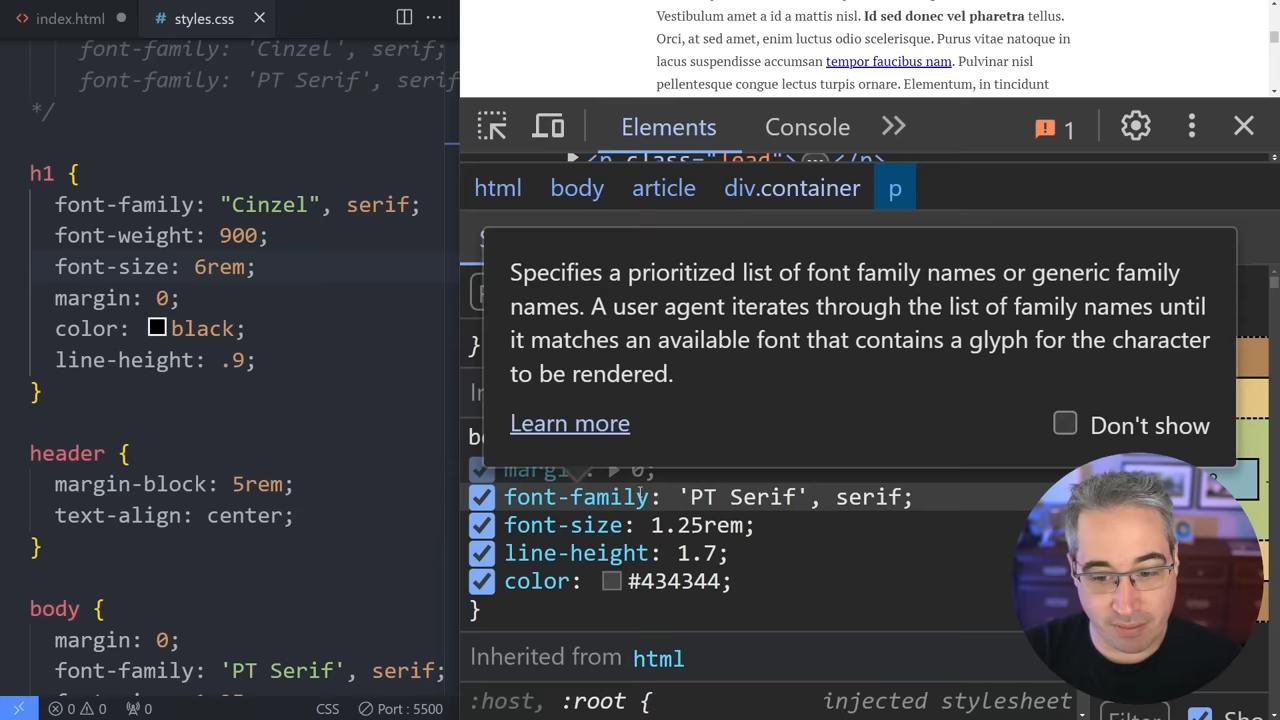 index.html
styles.css
font-family: 'Cinzel', serif;
font-family: 'PT Serif', serif
*/
h1 {
font-family: "Cinzel", serif;
font-weight: 900;
font-size: 6rem;
margin: 0;
color: black;
line-height: .9;
}
header {
margin-block: 5rem;
text-align: center;
}
body {
margin: 0;
font-family: 'PT Serif', serif;
0 0 0 CSS Port : 5500
Vestibulum amet a id a mattis nisl. Id sed donec vel pharetra tellus.
Orci, at sed amet, enim luctus odio scelerisque. Purus vitae natoque in
lacus suspendisse accumsan tempor faucibus nam. Pulvinar nisl
pellentesque congue lectus turpis ornare. Elementum, in tincidunt
Elements Console 1
<p class="lead">…</p>
html body article div.container p
Specifies a prioritized list of font family names or generic family
names. A user agent iterates through the list of family names until
it matches an available font that contains a glyph for the character
to be rendered.
Learn more Don't show
}
margin: 0;
font-family: 'PT Serif', serif;
font-size: 1.25rem;
line-height: 1.7;
color: #434344;
}
Inherited from html
:host, :root { injected stylesheet
Filter